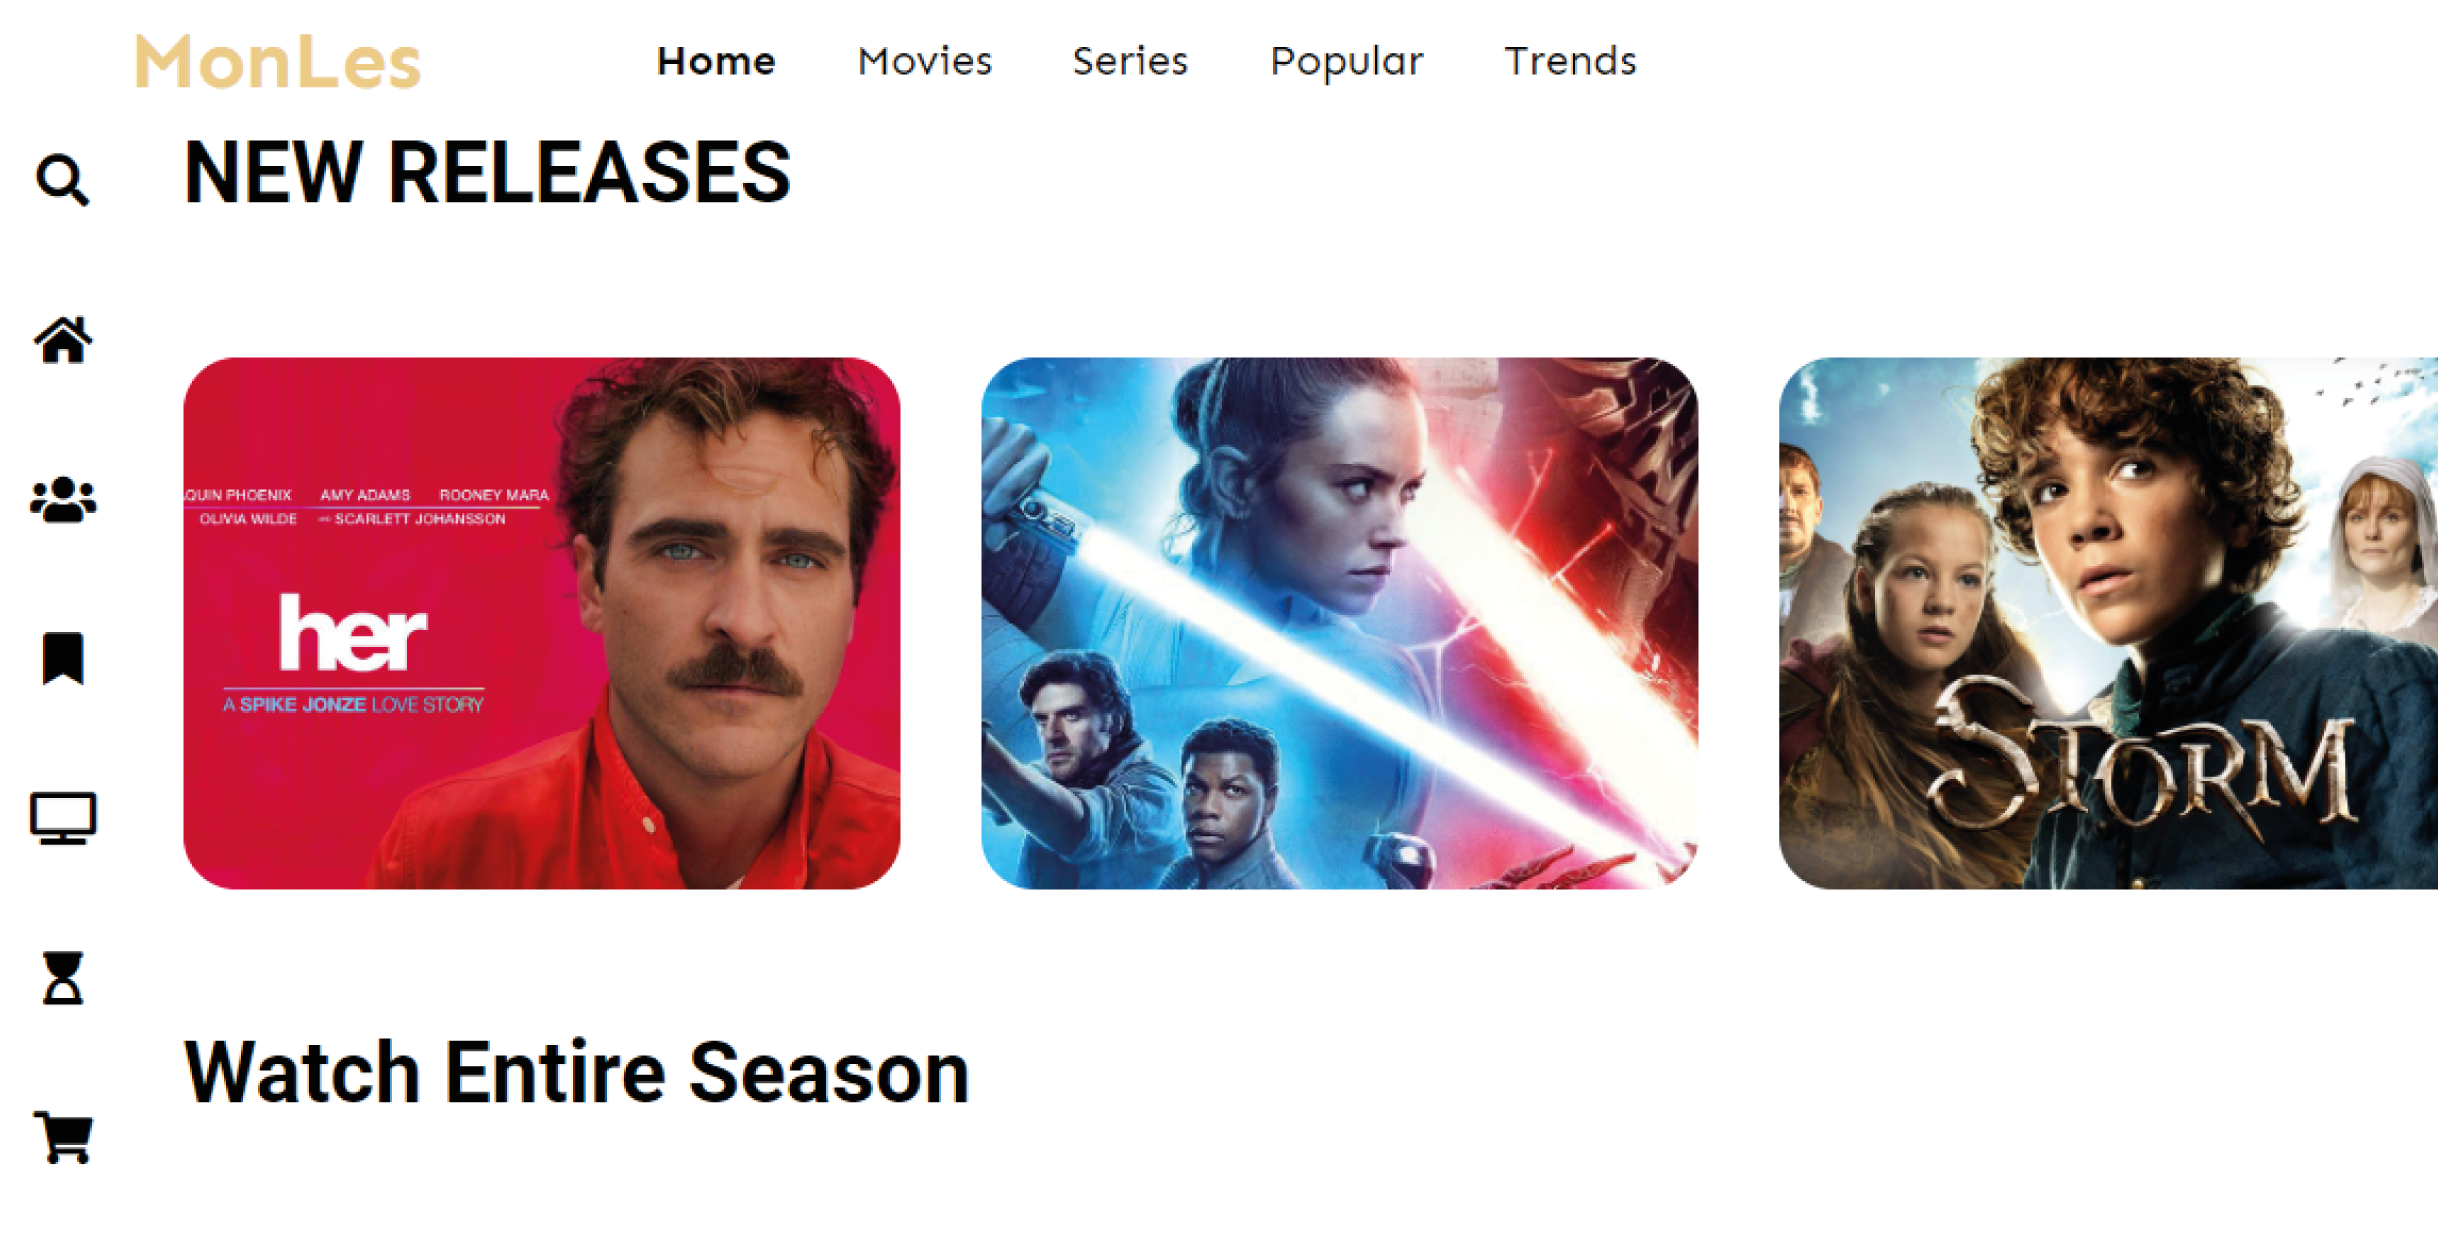 MonLes
Home Movies Series Popular Trends
NEW RELEASES
QUIN PHOENIX AMY ADAMS ROONEY MARA
OLIVIA WILDE AND SCARLETT JOHANSSON
her
A SPIKE JONZE LOVE STORY
STORM
Watch Entire Season